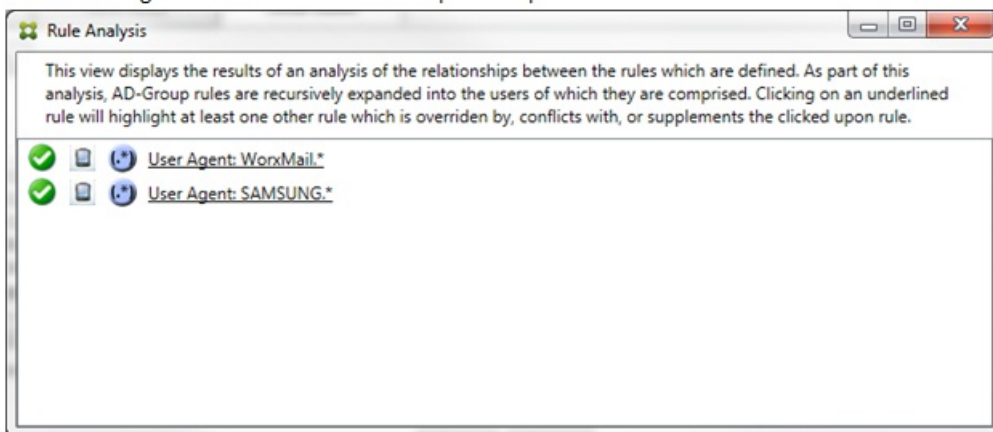 Rule Analysis
This view displays the results of an analysis of the relationships between the rules which are defined. As part of this
analysis, AD-Group rules are recursively expanded into the users of which they are comprised. Clicking on an underlined
rule will highlight at least one other rule which is overriden by, conflicts with, or supplements the clicked upon rule.
(.*) User Agent: WorxMail.*
(.*) User Agent: SAMSUNG.*